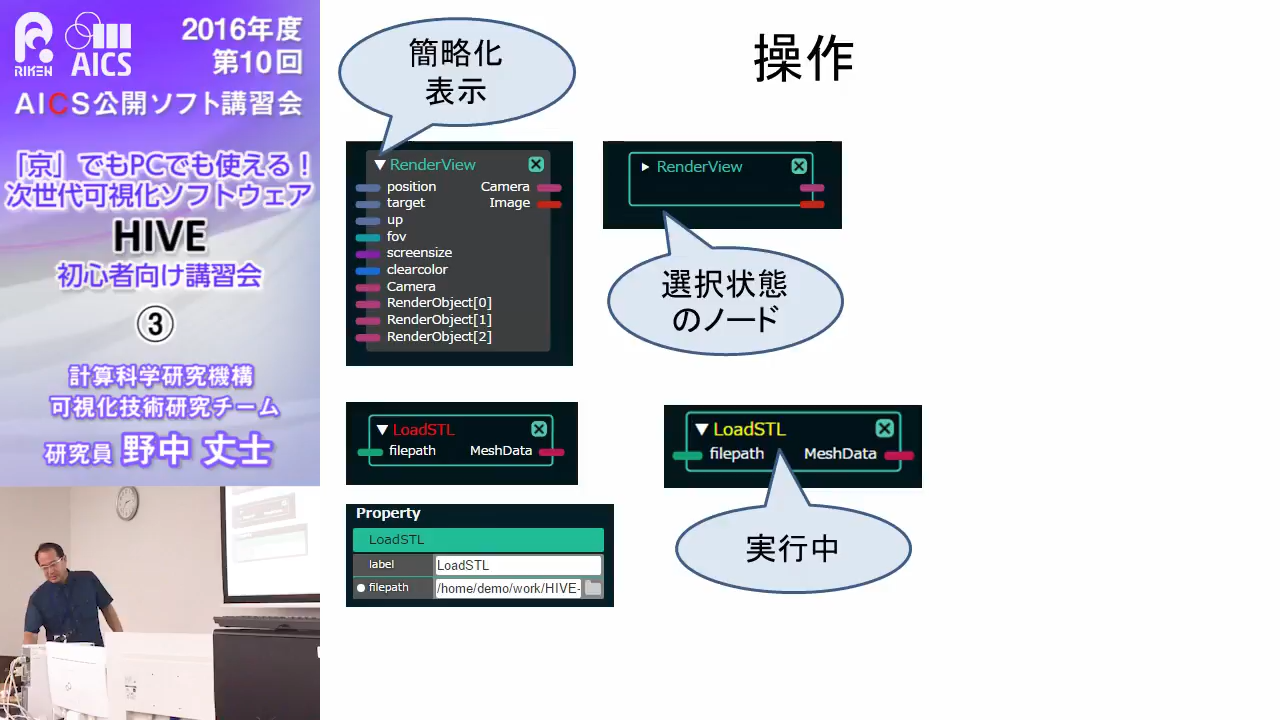 RIKEN
AICS
2016年度
第10回
AICS公開ソフト講習会
「京」でもPCでも使える！
次世代可視化ソフトウェア
HIVE
初心者向け講習会
③
計算科学研究機構
可視化技術研究チーム
研究員 野中 丈士
操作
簡略化
表示
RenderView
position
Camera
target
Image
up
fov
screensize
clearcolor
Camera
RenderObject[0]
RenderObject[1]
RenderObject[2]
RenderView
選択状態
のノード
LoadSTL
filepath
MeshData
LoadSTL
filepath
MeshData
実行中
Property
LoadSTL
label
LoadSTL
filepath
/home/demo/work/HIVE-